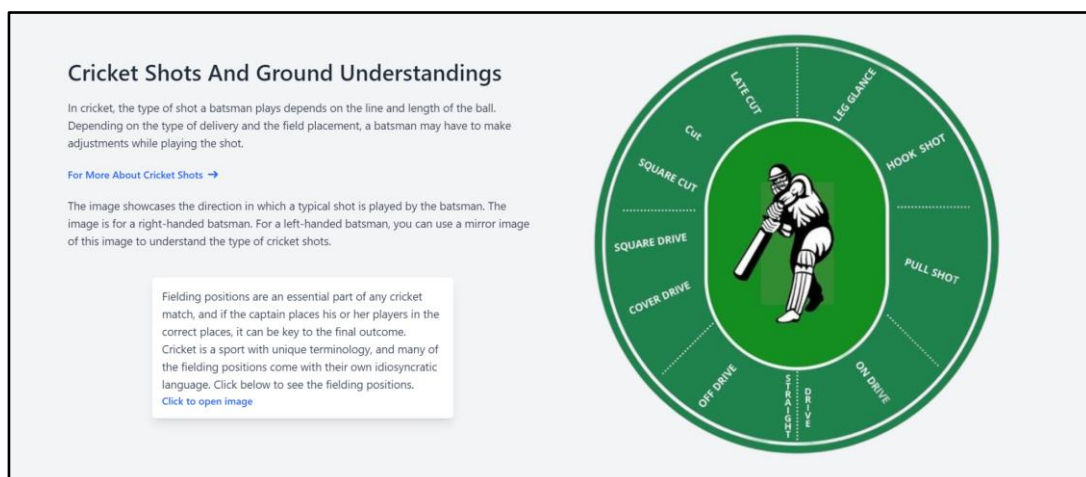 Cricket Shots And Ground Understandings
In cricket, the type of shot a batsman plays depends on the line and length of the ball.
Depending on the type of delivery and the field placement, a batsman may have to make
adjustments while playing the shot.
For More About Cricket Shots →
The image showcases the direction in which a typical shot is played by the batsman. The
image is for a right-handed batsman. For a left-handed batsman, you can use a mirror image
of this image to understand the type of cricket shots.
Fielding positions are an essential part of any cricket
match, and if the captain places his or her players in the
correct places, it can be key to the final outcome.
Cricket is a sport with unique terminology, and many of
the fielding positions come with their own idiosyncratic
language. Click below to see the fielding positions.
Click to open image
LATE CUT
LEG GLANCE
Cut
HOOK SHOT
SQUARE CUT
SQUARE DRIVE
PULL SHOT
COVER DRIVE
OFF DRIVE
STRAIGHT
DRIVE
ON DRIVE